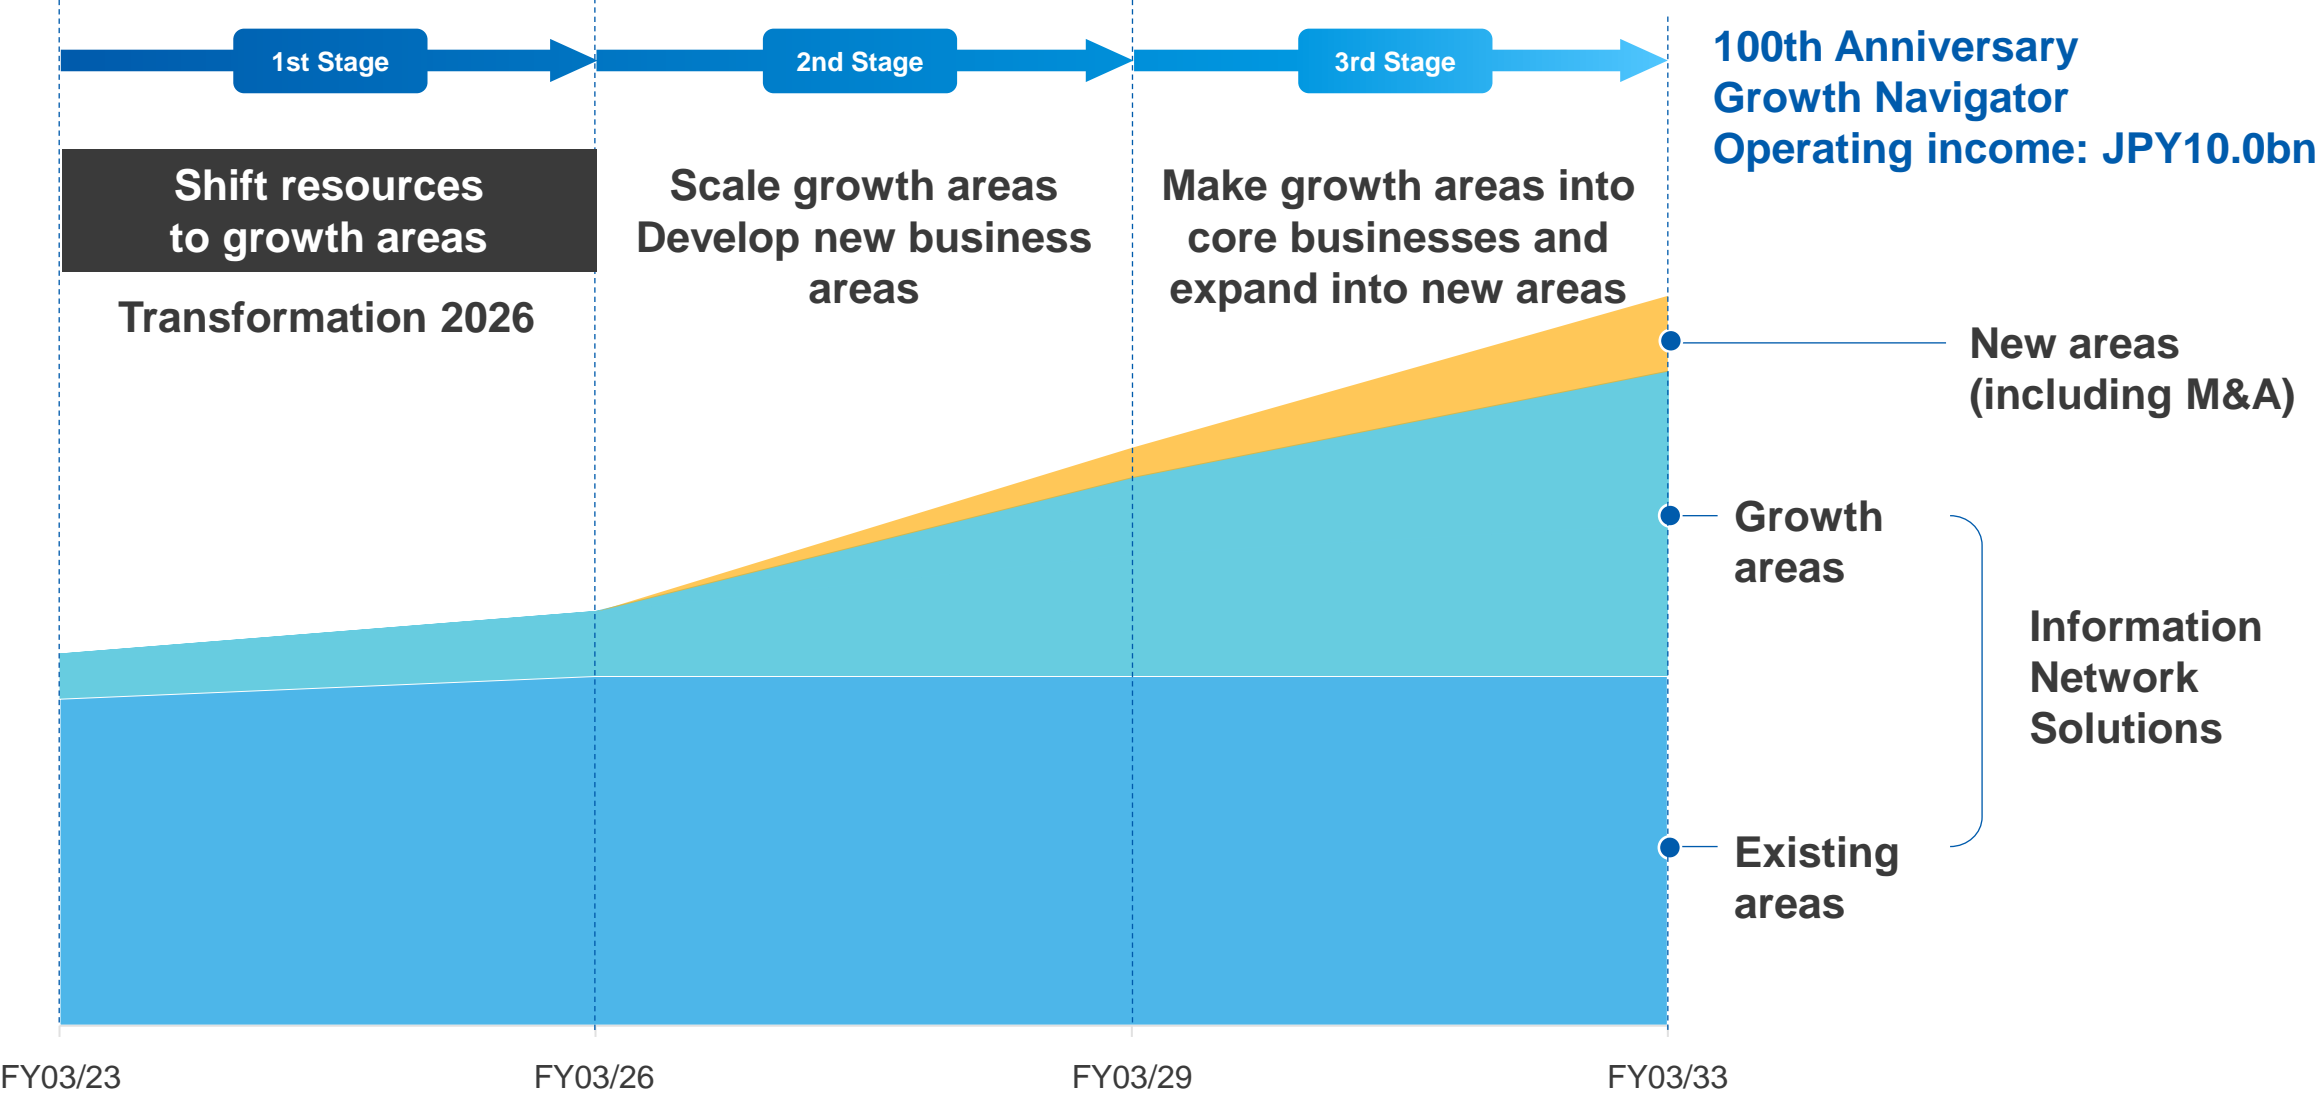 1st Stage
2nd Stage
3rd Stage
100th Anniversary
Growth Navigator
Operating income: JPY10.0bn
Shift resources
to growth areas
Transformation 2026
Scale growth areas
Develop new business
areas
Make growth areas into
core businesses and
expand into new areas
New areas
(including M&A)
Growth
areas
Information
Network
Solutions
Existing
areas
FY03/23
FY03/26
FY03/29
FY03/33